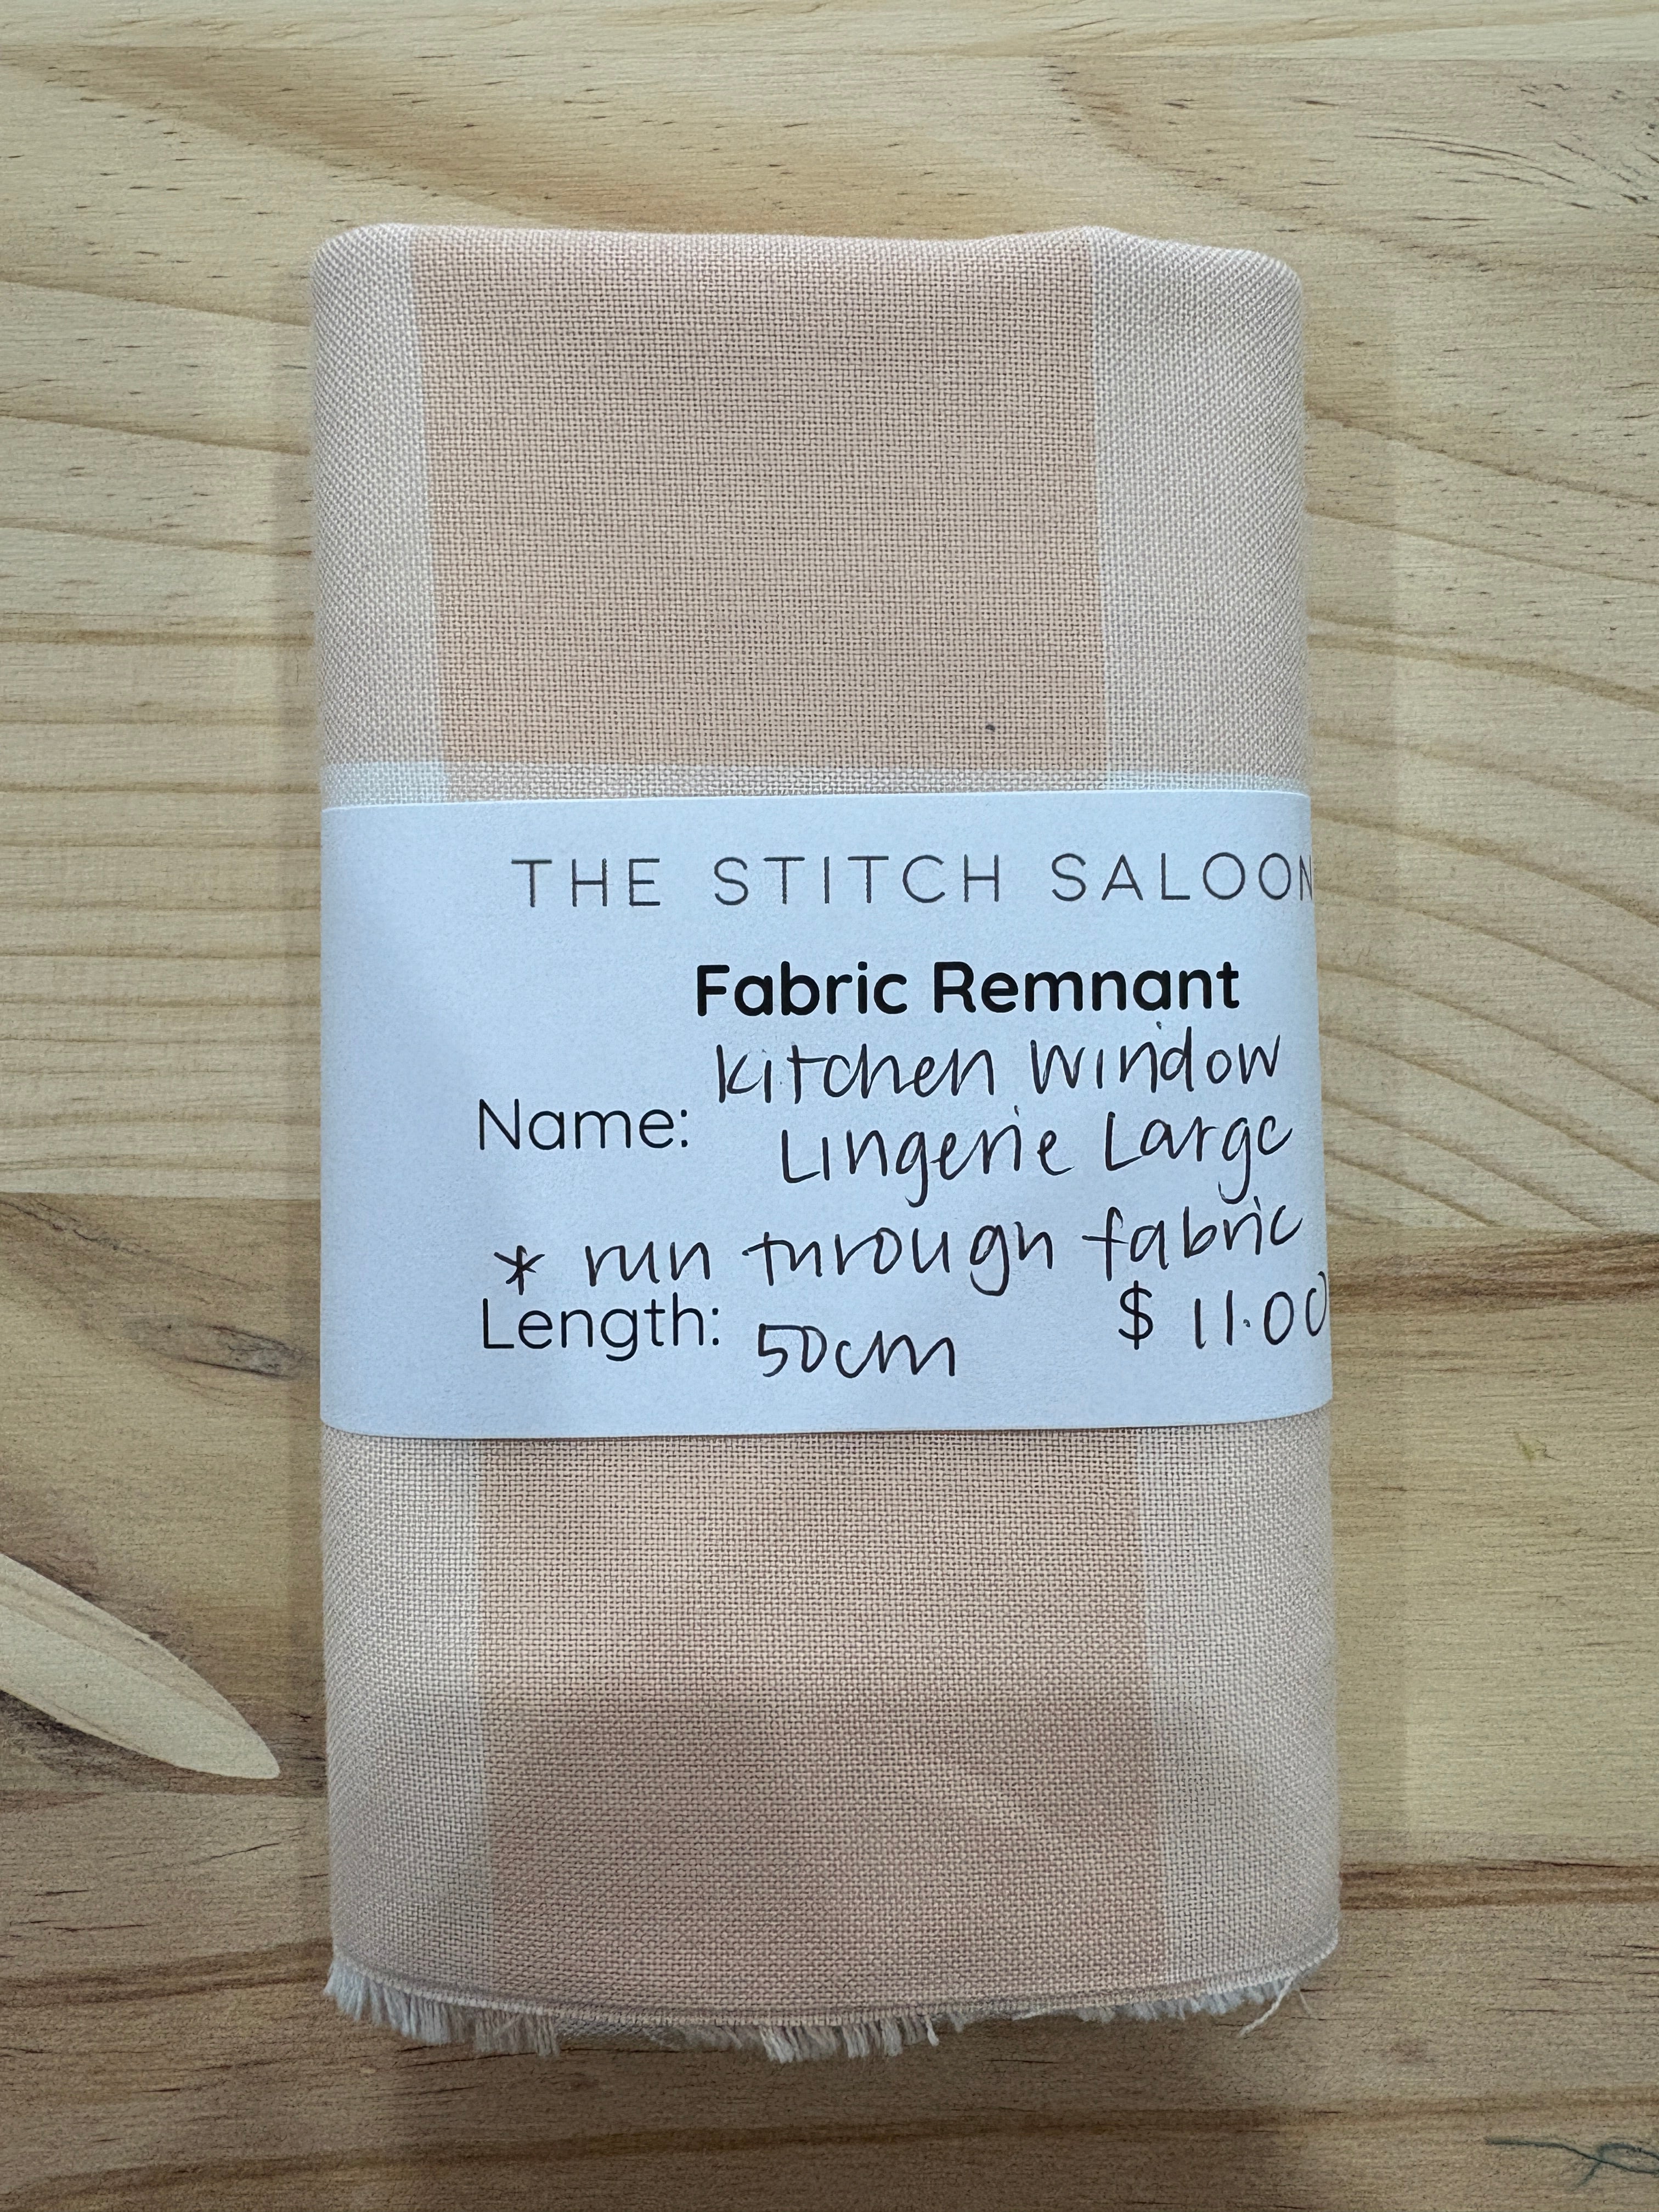 THE STITCH SALOON
Fabric Remnant
Kitchen Window
Name: Lingerie Large
* run through fabric
Length: 50cm $ 11.00